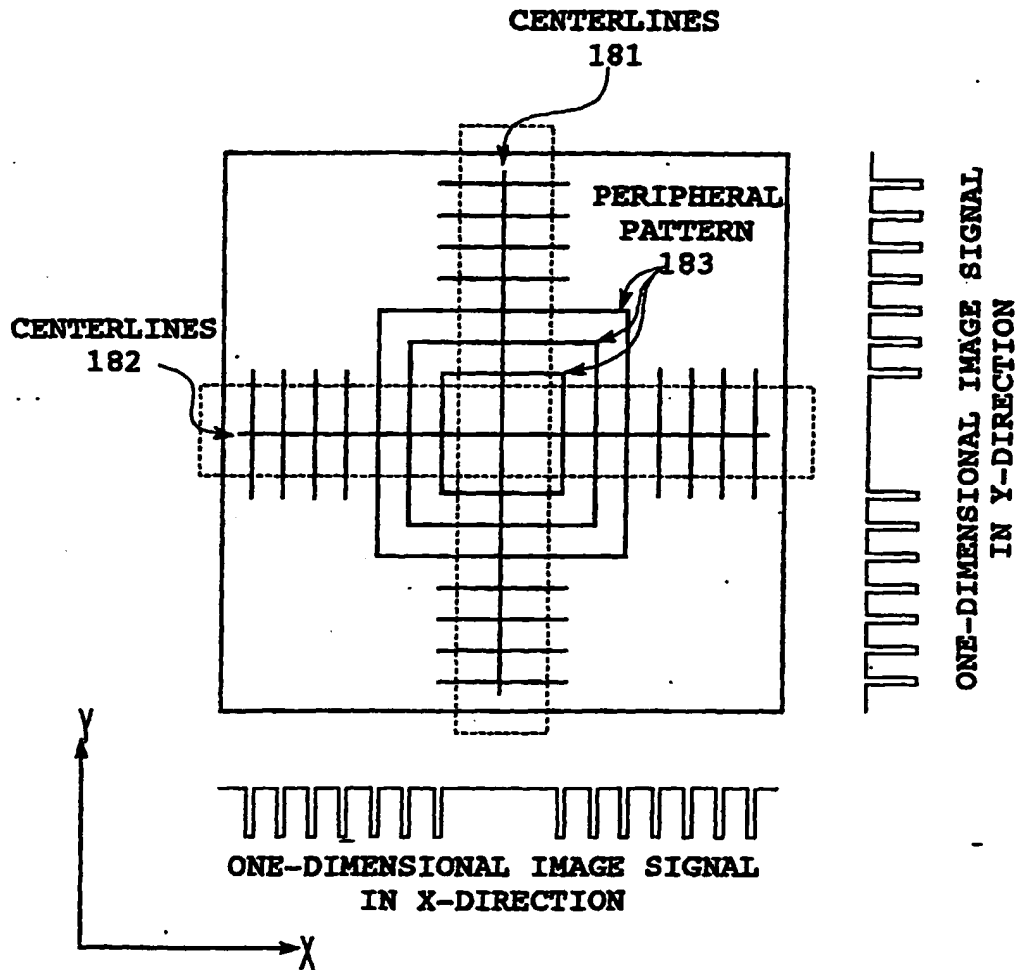 CENTERLINES
181
PERIPHERAL
PATTERN
183
CENTERLINES
182
ONE-DIMENSIONAL IMAGE SIGNAL
IN Y-DIRECTION
Y
ONE-DIMENSIONAL IMAGE SIGNAL
IN X-DIRECTION
X